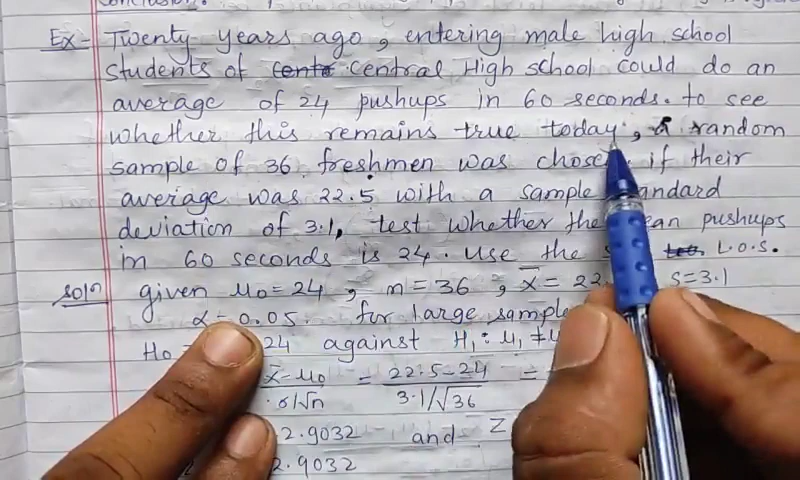 Ex- Twenty years ago, entering male high school
students of Central High school could do an
average of 24 pushups in 60 seconds. to see
whether this remains true today, a random
sample of 36 freshmen was chose if their
average was 22.5 with a sample
deviation of 3.1, test whether the pushups
in 60 seconds is 24. Use the L.O.S.
Soln given μ₀ = 24, n = 36, x̄ = 22. s = 3.1
α = 0.05. for large sample
H₀ 24 against H₁ : μ₁ ≠
x̄ - μ₀ = 22.5 - 24 =
/√n 3.1/√36
2.9032 and Z
2.9032